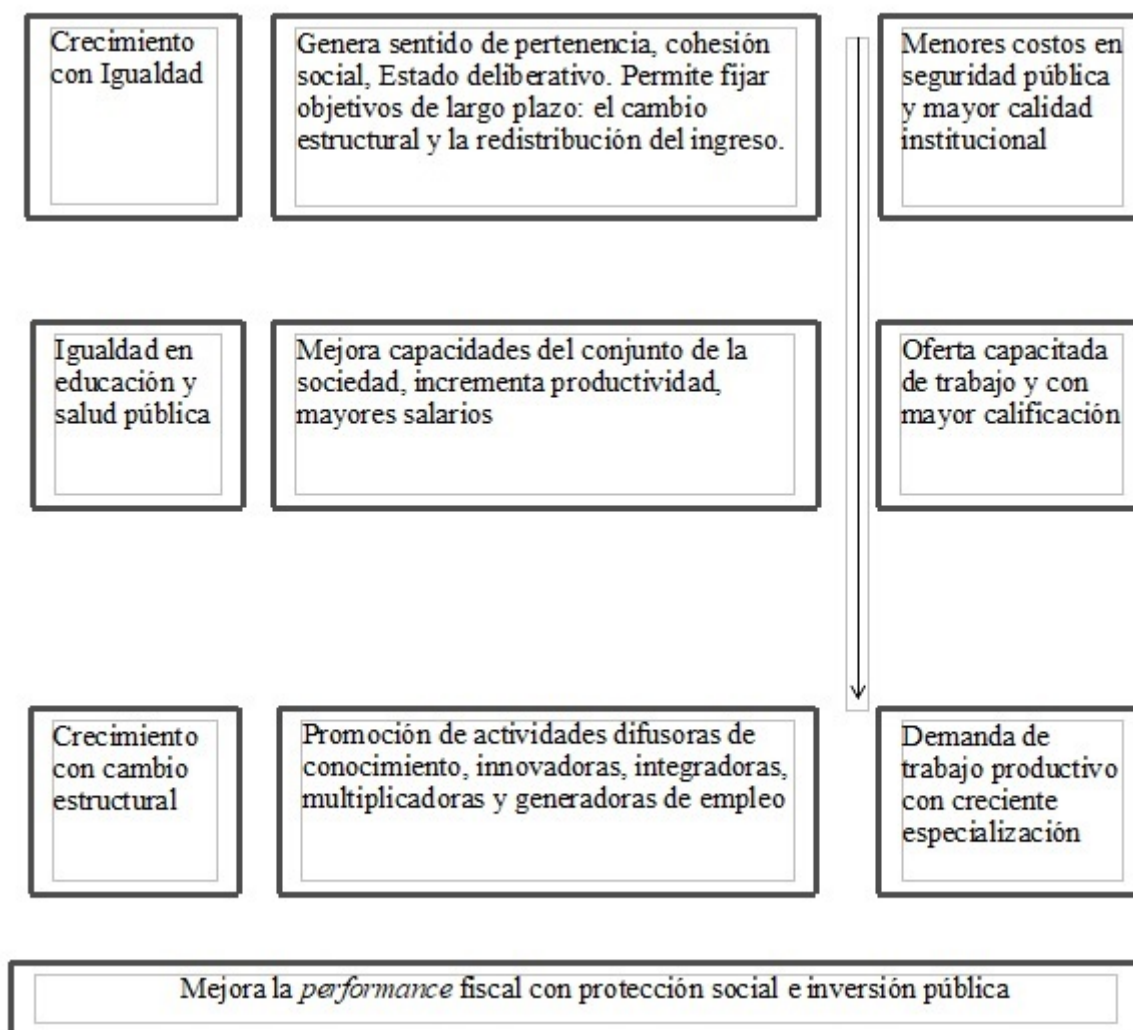 Crecimiento
con Igualdad
Genera sentido de pertenencia, cohesión
social, Estado deliberativo. Permite fijar
objetivos de largo plazo: el cambio
estructural y la redistribución del ingreso.
Menores costos en
seguridad pública
y mayor calidad
institucional
Igualdad en
educación y
salud pública
Mejora capacidades del conjunto de la
sociedad, incrementa productividad,
mayores salarios
Oferta capacitada
de trabajo y con
mayor calificación
Crecimiento
con cambio
estructural
Promoción de actividades difusoras de
conocimiento, innovadoras, integradoras,
multiplicadoras y generadoras de empleo
Demanda de
trabajo productivo
con creciente
especialización
Mejora la performance fiscal con protección social e inversión pública